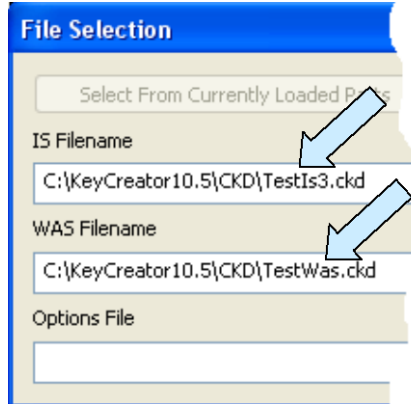 File Selection
Select From Currently Loaded Parts
IS Filename
C:\KeyCreator10.5\CKD\TestIs3.ckd
WAS Filename
C:\KeyCreator10.5\CKD\TestWas.ckd
Options File